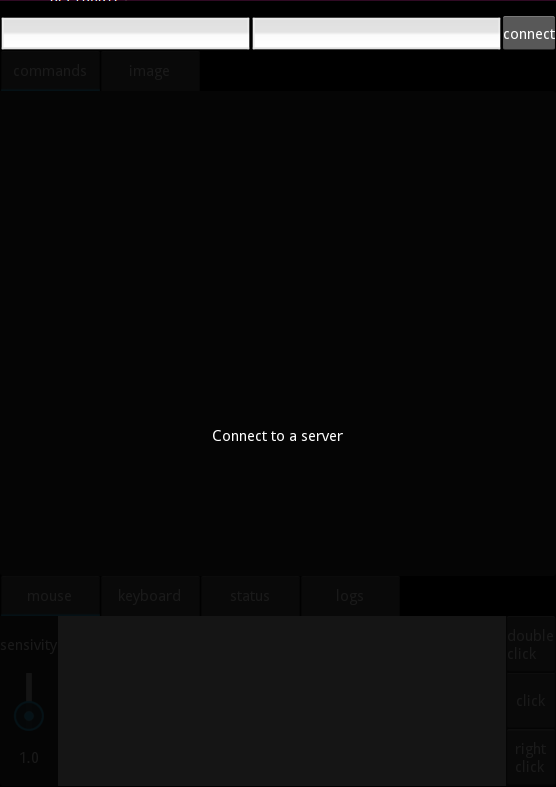 connect
commands image
Connect to a server
mouse keyboard status logs
sensivity
double
click
click
1.0
right
click